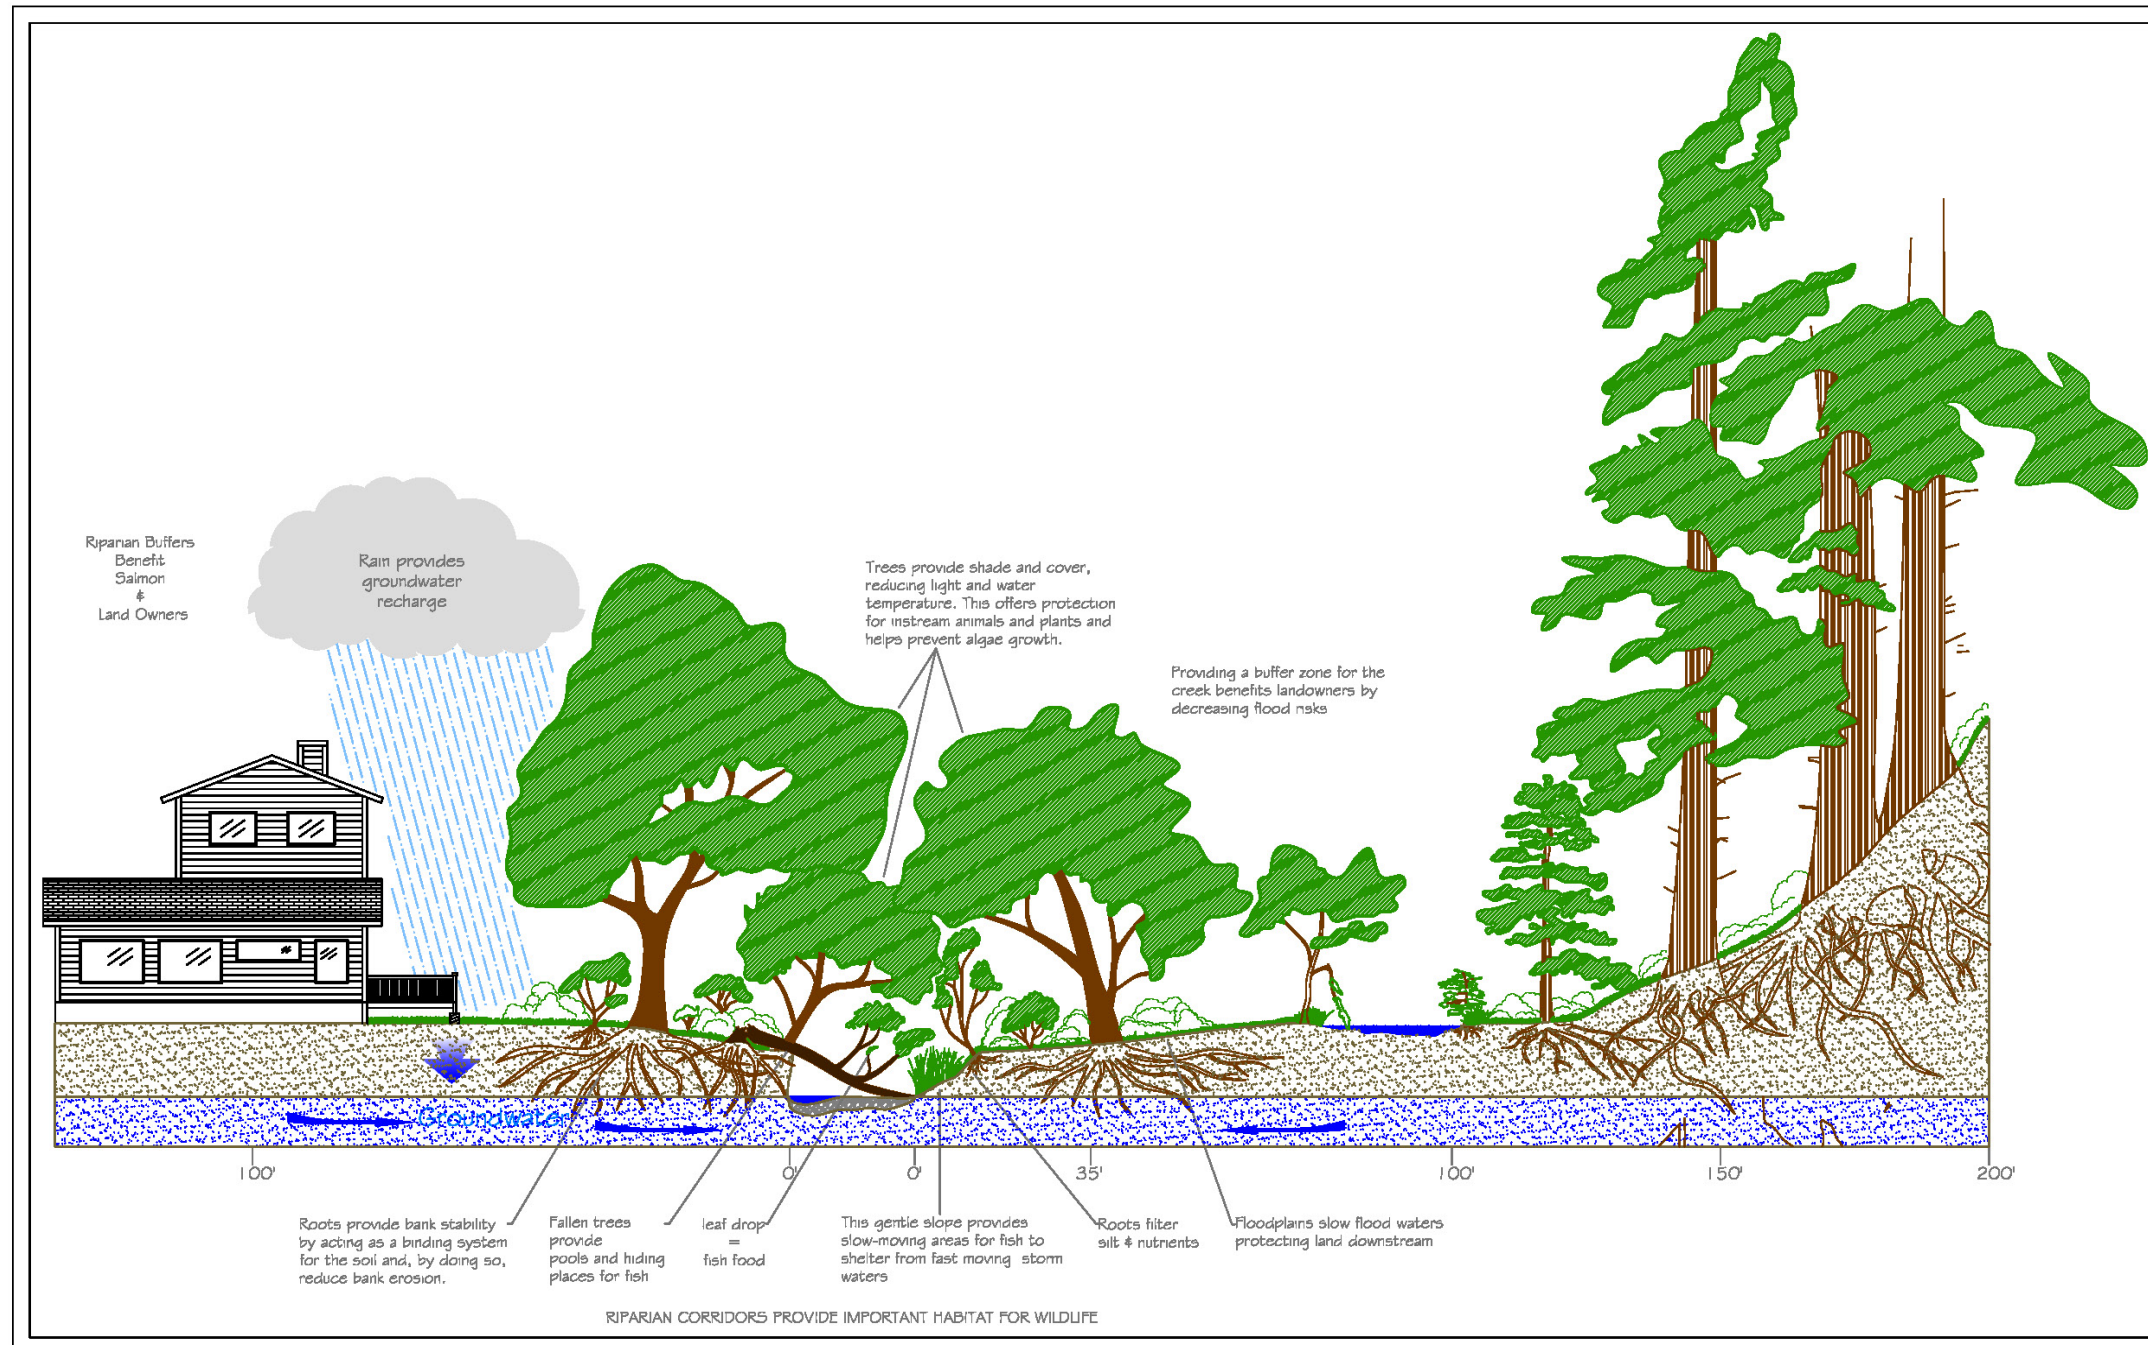 Riparian Buffers
Benefit
Salmon
&
Land Owners
Rain provides
groundwater
recharge
Trees provide shade and cover,
reducing light and water
temperature. This offers protection
for instream animals and plants and
helps prevent algae growth.
Providing a buffer zone for the
creek benefits landowners by
decreasing flood risks
Groundwater
100'
0'
0'
35'
100'
150'
200'
Roots provide bank stability
by acting as a binding system
for the soil and, by doing so,
reduce bank erosion.
Fallen trees
provide
pools and hiding
places for fish
leaf drop
=
fish food
This gentle slope provides
slow-moving areas for fish to
shelter from fast moving storm
waters
Roots filter
silt & nutrients
Floodplains slow flood waters
protecting land downstream
RIPARIAN CORRIDORS PROVIDE IMPORTANT HABITAT FOR WILDLIFE